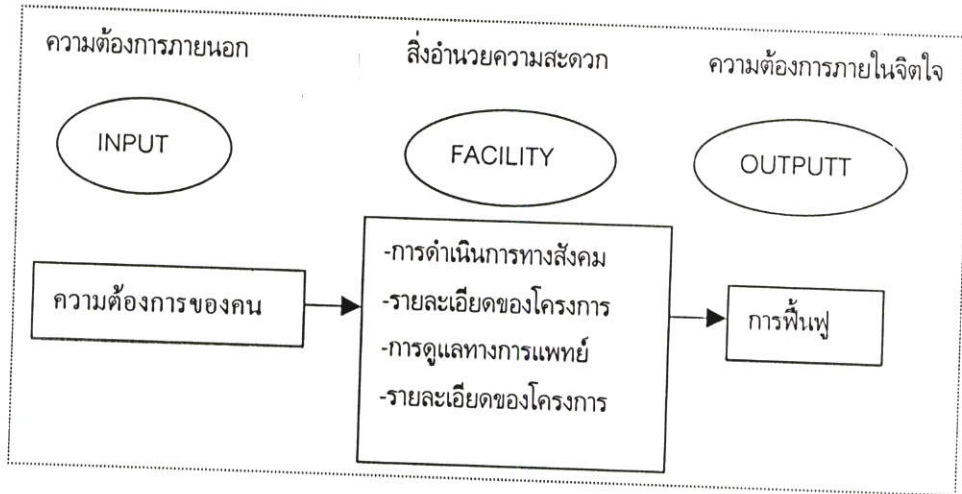 ความต้องการภายนอก
สิ่งอำนวยความสะดวก
ความต้องการภายในจิตใจ
INPUT
FACILITY
OUTPUTT
ความต้องการของคน
-การดำเนินการทางสังคม
-รายละเอียดของโครงการ
-การดูแลทางการแพทย์
-รายละเอียดของโครงการ
การฟื้นฟู